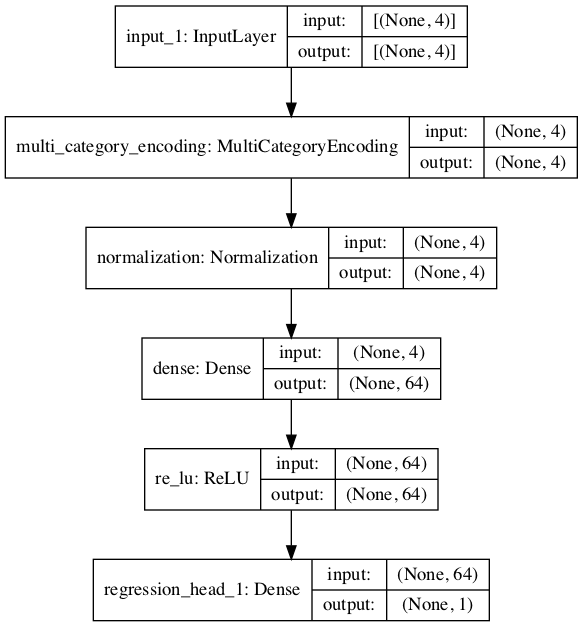 input_1: InputLayer
input: [(None, 4)]
output: [(None, 4)]
multi_category_encoding: MultiCategoryEncoding
input: (None, 4)
output: (None, 4)
normalization: Normalization
input: (None, 4)
output: (None, 4)
dense: Dense
input: (None, 4)
output: (None, 64)
re_lu: ReLU
input: (None, 64)
output: (None, 64)
regression_head_1: Dense
input: (None, 64)
output: (None, 1)